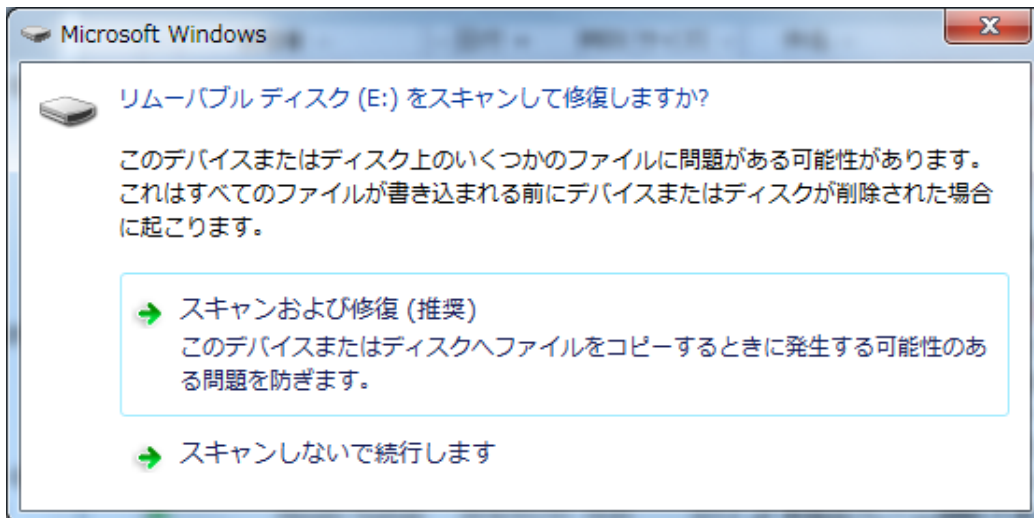 Microsoft Windows
リムーバブル ディスク (E:) をスキャンして修復しますか?
このデバイスまたはディスク上のいくつかのファイルに問題がある可能性があります。
これはすべてのファイルが書き込まれる前にデバイスまたはディスクが削除された場合
に起こります。
スキャンおよび修復 (推奨)
このデバイスまたはディスクへファイルをコピーするときに発生する可能性のあ
る問題を防ぎます。
スキャンしないで続行します